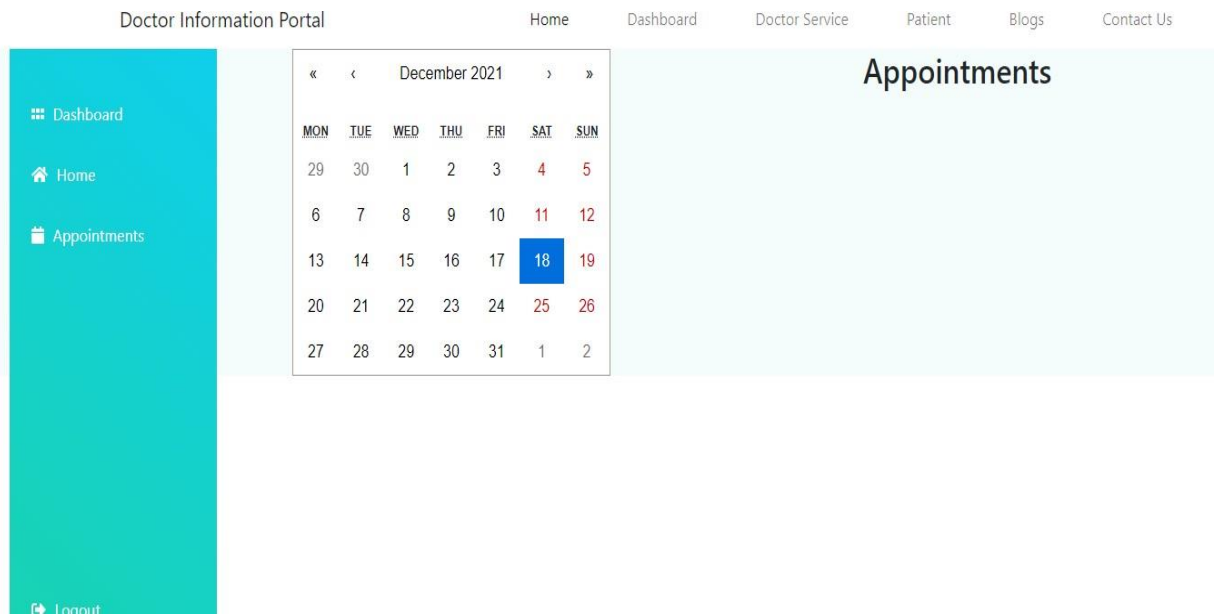 Doctor Information Portal Home Dashboard Doctor Service Patient Blogs Contact Us
Dashboard
Home
Appointments
Logout
« ‹ December 2021 › »
MON TUE WED THU FRI SAT SUN
29 30 1 2 3 4 5
6 7 8 9 10 11 12
13 14 15 16 17 18 19
20 21 22 23 24 25 26
27 28 29 30 31 1 2
Appointments